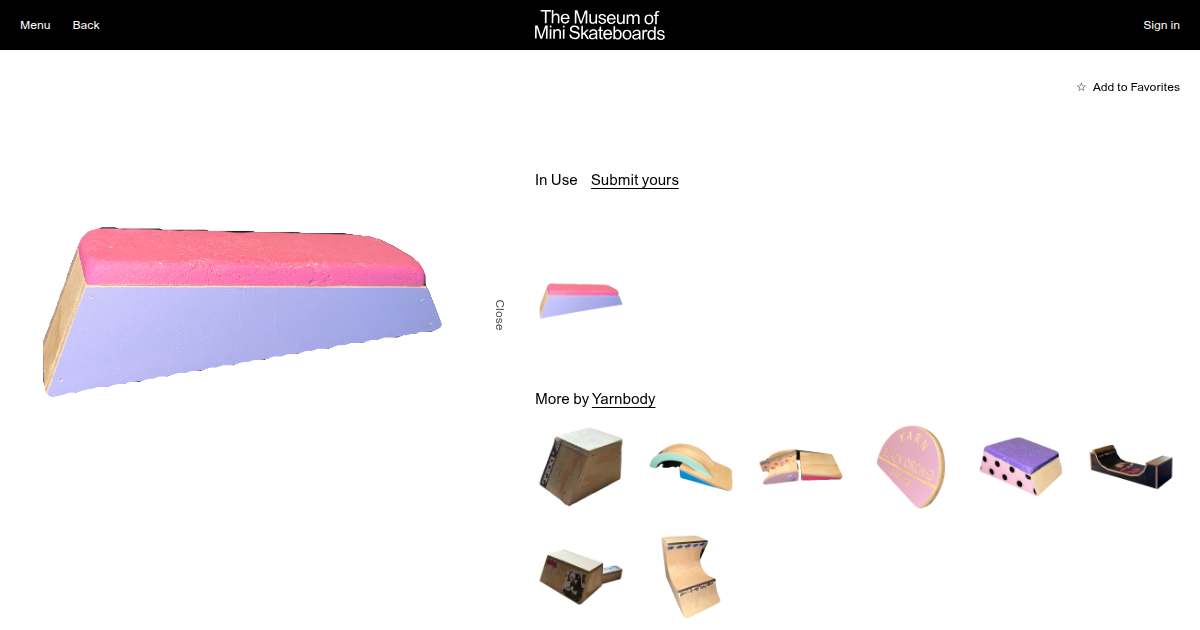 Menu
Back
The Museum of
Mini Skateboards
Sign in
☆ Add to Favorites
In Use
Submit yours
Close
More by Yarnbody
YARN